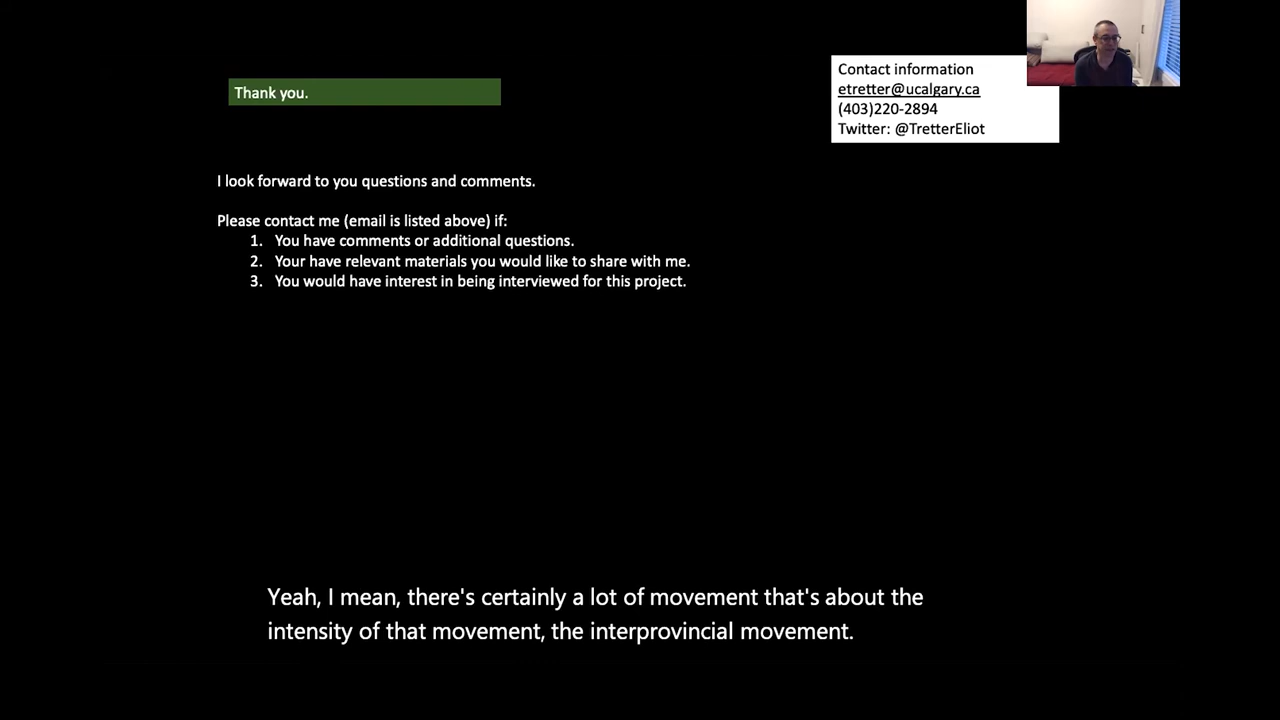 Thank you.
Contact information
etretter@ucalgary.ca
(403)220-2894
Twitter: @TretterEliot
I look forward to you questions and comments.
Please contact me (email is listed above) if:
1. You have comments or additional questions.
2. Your have relevant materials you would like to share with me.
3. You would have interest in being interviewed for this project.
Yeah, I mean, there's certainly a lot of movement that's about the
intensity of that movement, the interprovincial movement.